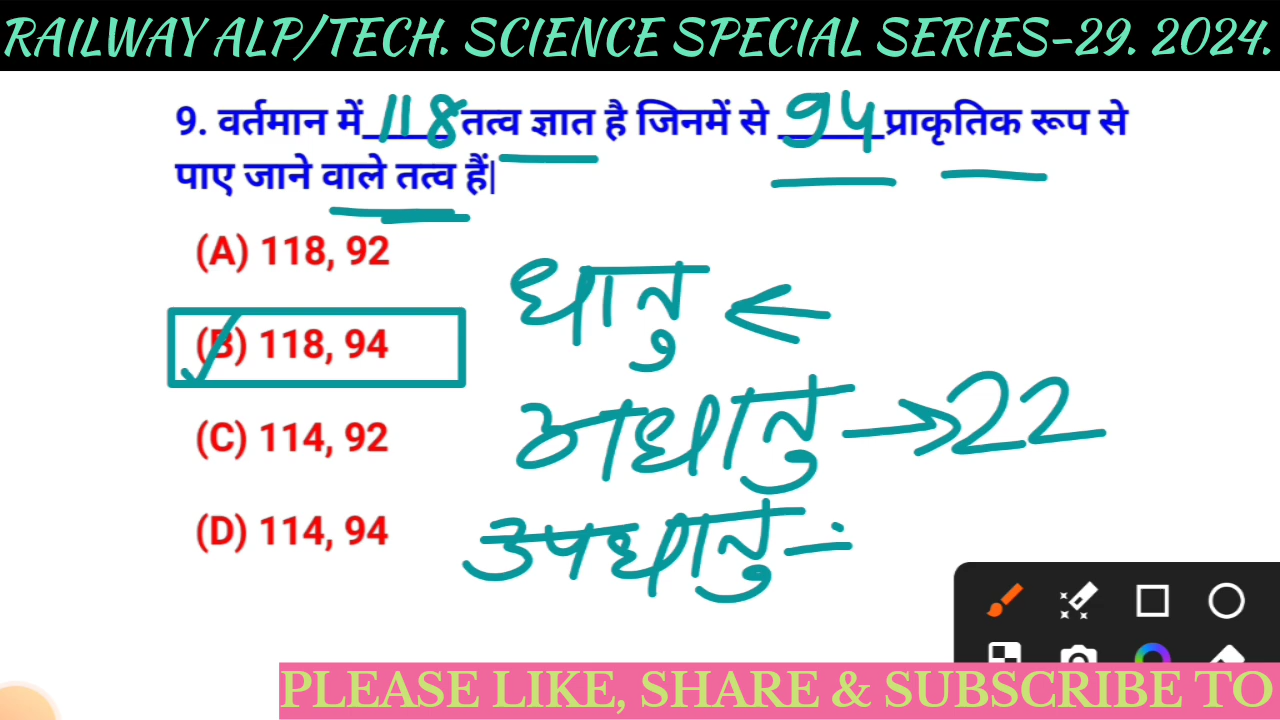 RAILWAY ALP/TECH. SCIENCE SPECIAL SERIES-29. 2024.
9. वर्तमान में 118 तत्व ज्ञात है जिनमें से 94 प्राकृतिक रूप से
पाए जाने वाले तत्व हैं|
(A) 118, 92
(B) 118, 94
(C) 114, 92
(D) 114, 94
धातु ←
अधातु → 22
उपधातु -
PLEASE LIKE, SHARE & SUBSCRIBE TO